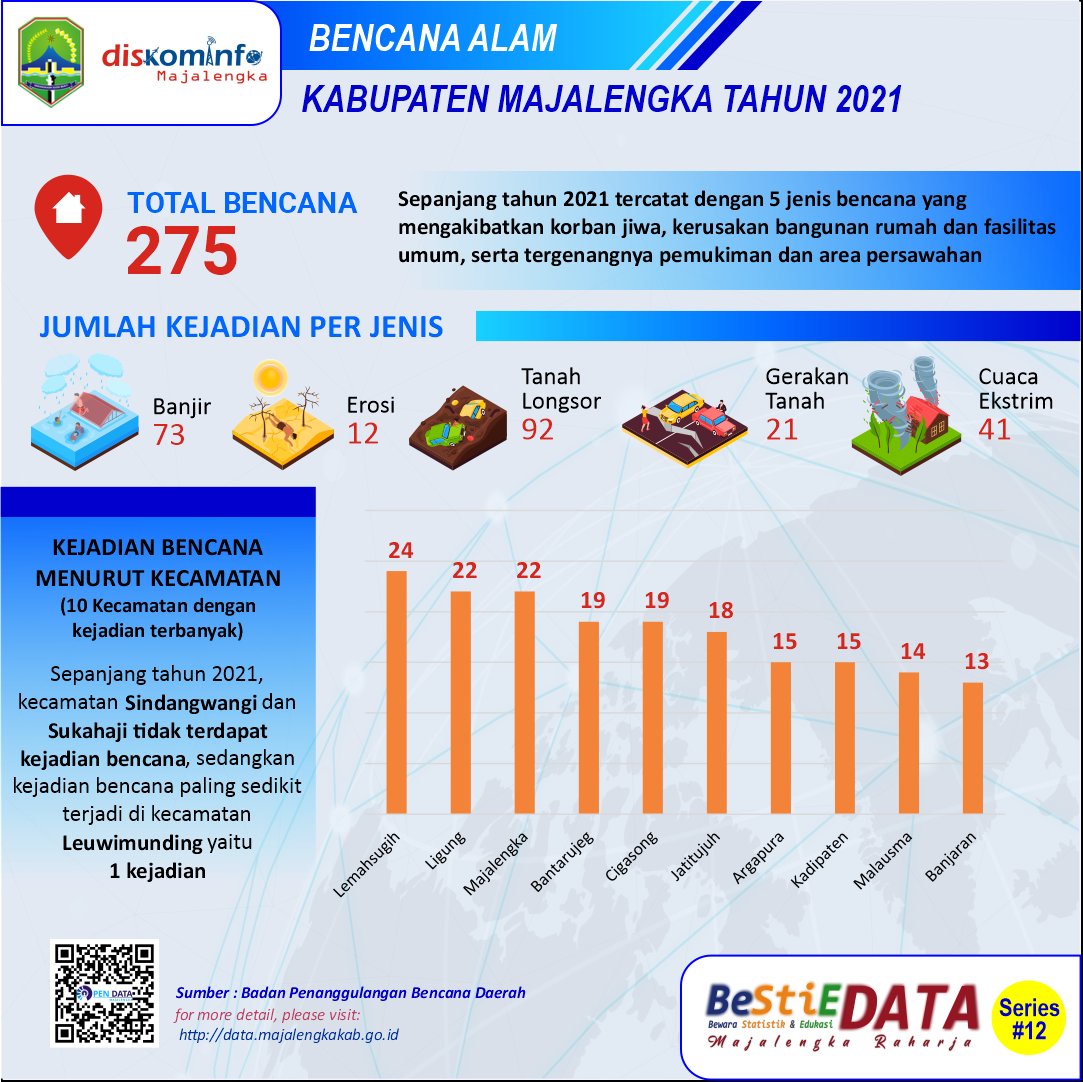 diskominfo
Majalengka
BENCANA ALAM
KABUPATEN MAJALENGKA TAHUN 2021
TOTAL BENCANA
275
Sepanjang tahun 2021 tercatat dengan 5 jenis bencana yang
mengakibatkan korban jiwa, kerusakan bangunan rumah dan fasilitas
umum, serta tergenangnya pemukiman dan area persawahan
JUMLAH KEJADIAN PER JENIS
Banjir
73
Erosi
12
Tanah
Longsor
92
Gerakan
Tanah
21
Cuaca
Ekstrim
41
KEJADIAN BENCANA
MENURUT KECAMATAN
(10 Kecamatan dengan
kejadian terbanyak)
Sepanjang tahun 2021,
kecamatan Sindangwangi dan
Sukahaji tidak terdapat
kejadian bencana, sedangkan
kejadian bencana paling sedikit
terjadi di kecamatan
Leuwimunding yaitu
1 kejadian
24
22
22
19
19
18
15
15
14
13
Lemahsugih
Ligung
Majalengka
Bantarujeg
Cigasong
Jatitujuh
Argapura
Kadipaten
Malausma
Banjaran
PEN DATA
Sumber : Badan Penanggulangan Bencana Daerah
for more detail, please visit:
http://data.majalengkakab.go.id
BeStiE DATA
Bewara Statistik & Edukasi
Majalengka Raharja
Series
#12